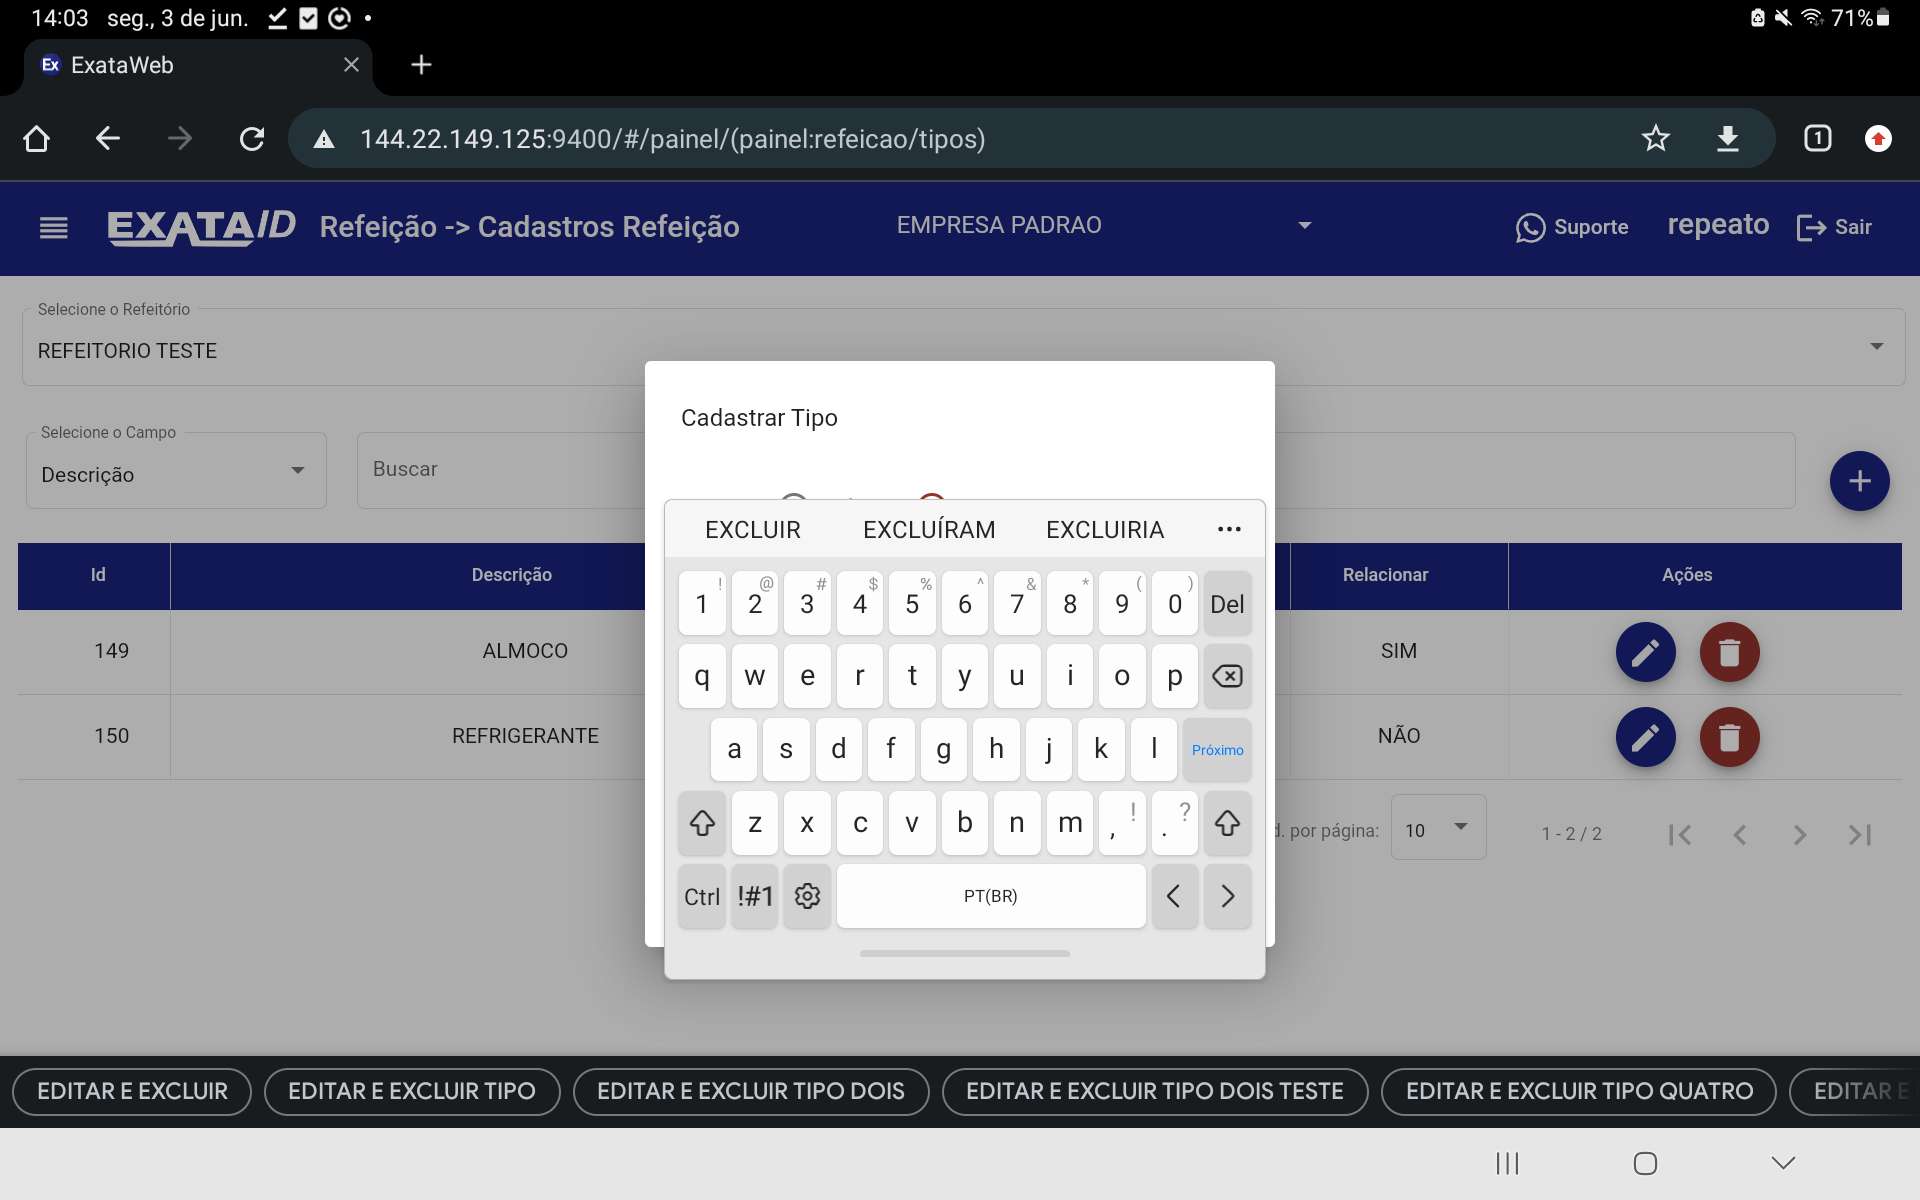 14:03 seg., 3 de jun. 71%
Ex ExataWeb
144.22.149.125:9400/#/painel/(painel:refeicao/tipos) 1
EXATA/D Refeição -> Cadastros Refeição EMPRESA PADRAO Suporte repeato Sair
Selecione o Refeitório
REFEITORIO TESTE
Cadastrar Tipo
Selecione o Campo
Descrição Buscar
EXCLUIR EXCLUÍRAM EXCLUIRIA
Id Descrição Relacionar Ações
! @ # $ % ^ & * ( )
1 2 3 4 5 6 7 8 9 0 Del
149 ALMOCO SIM
q w e r t y u i o p
150 REFRIGERANTE NÃO
a s d f g h j k l Próximo
z x c v b n m , ! . ?
d. por página: 10 1 - 2 / 2
Ctrl !#1 PT(BR)
EDITAR E EXCLUIR EDITAR E EXCLUIR TIPO EDITAR E EXCLUIR TIPO DOIS EDITAR E EXCLUIR TIPO DOIS TESTE EDITAR E EXCLUIR TIPO QUATRO EDITAR E